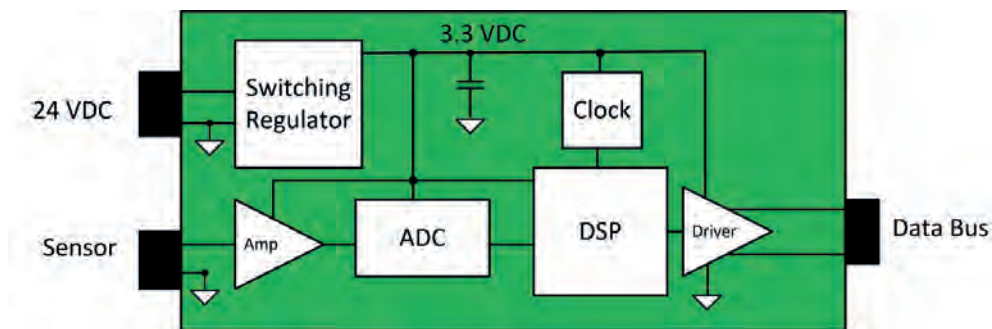 3.3 VDC
24 VDC
Switching
Regulator
Clock
Sensor
Amp
ADC
DSP
Driver
Data Bus